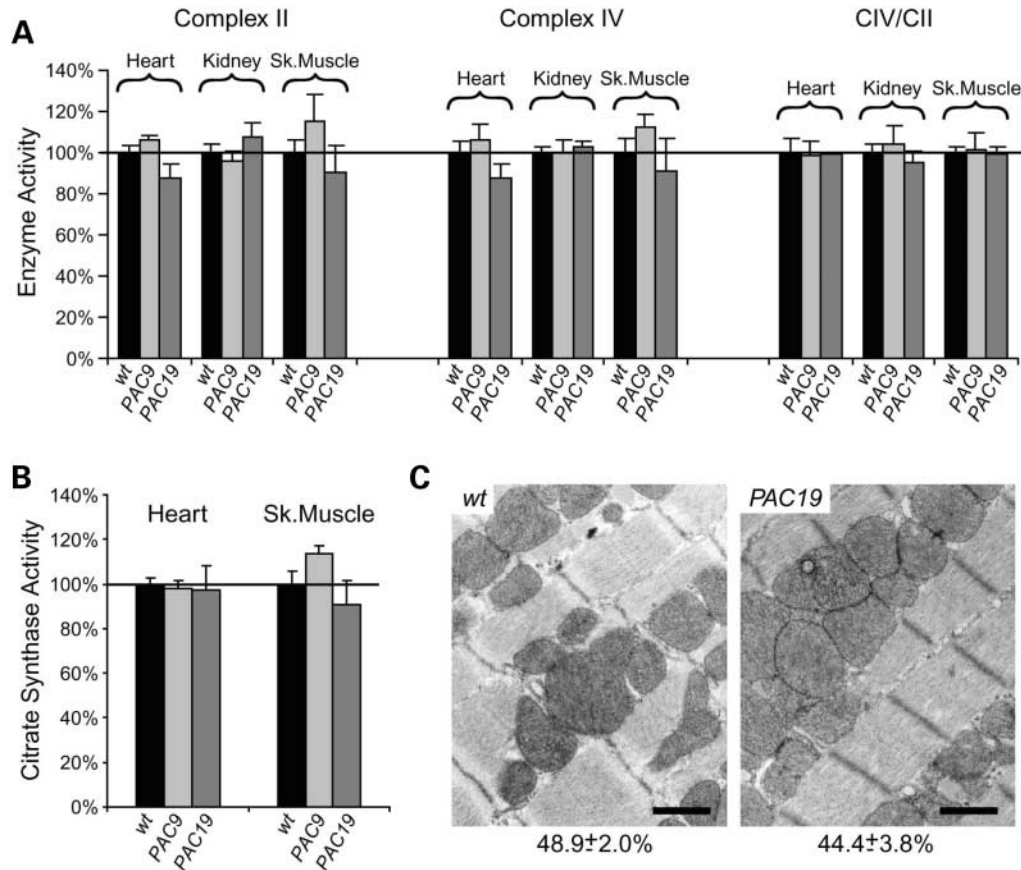 A
Complex II
Complex IV
CIV/CII
Heart Kidney Sk.Muscle
Heart Kidney Sk.Muscle
Heart Kidney Sk.Muscle
Enzyme Activity
140%
120%
100%
80%
60%
40%
20%
0%
wt PAC9 PAC19 wt PAC9 PAC19 wt PAC9 PAC19
wt PAC9 PAC19 wt PAC9 PAC19 wt PAC9 PAC19
wt PAC9 PAC19 wt PAC9 PAC19 wt PAC9 PAC19
B
Heart Sk.Muscle
Citrate Synthase Activity
140%
120%
100%
80%
60%
40%
20%
0%
wt PAC9 PAC19 wt PAC9 PAC19
C
wt
PAC19
48.9±2.0%
44.4±3.8%